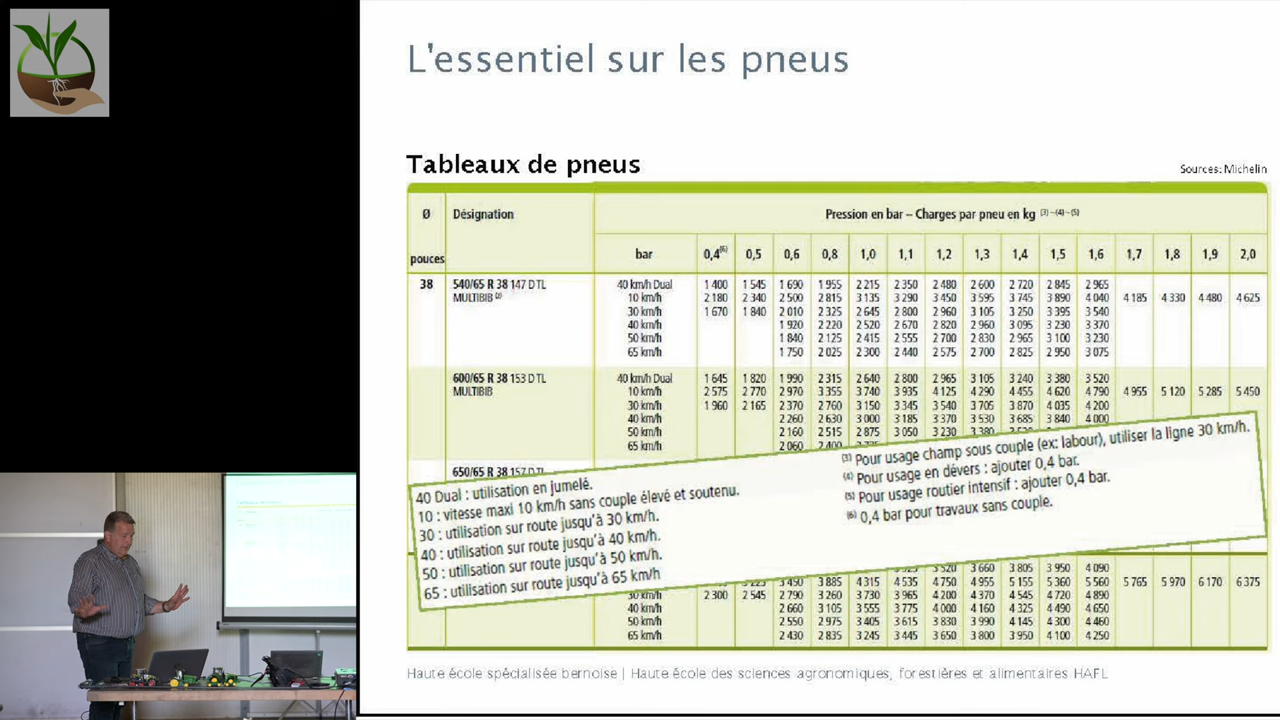 L'essentiel sur les pneus
Tableaux de pneus
Sources: Michelin
Ø pouces Désignation Pression en bar – Charges par pneu en kg (3)–(4)–(5)
bar 0,4(6) 0,5 0,6 0,8 1,0 1,1 1,2 1,3 1,4 1,5 1,6 1,7 1,8 1,9 2,0
38 540/65 R 38 147 D TL 40 km/h Dual 1 400 1 545 1 690 1 955 2 215 2 350 2 480 2 600 2 720 2 845 2 965
MULTIBIB (2) 10 km/h 2 180 2 340 2 500 2 815 3 135 3 290 3 450 3 595 3 745 3 890 4 040 4 185 4 330 4 480 4 625
30 km/h 1 670 1 840 2 010 2 325 2 645 2 800 2 960 3 105 3 250 3 395 3 540
40 km/h 1 920 2 220 2 520 2 670 2 820 2 960 3 095 3 230 3 370
50 km/h 1 840 2 125 2 415 2 555 2 700 2 830 2 965 3 100 3 230
65 km/h 1 750 2 025 2 300 2 440 2 575 2 700 2 825 2 950 3 075
600/65 R 38 153 D TL 40 km/h Dual 1 645 1 820 1 990 2 315 2 640 2 800 2 965 3 105 3 240 3 380 3 520
MULTIBIB 10 km/h 2 575 2 770 2 970 3 355 3 740 3 935 4 125 4 290 4 455 4 620 4 790 4 955 5 120 5 285 5 450
30 km/h 1 960 2 165 2 370 2 760 3 150 3 345 3 540 3 705 3 870 4 035 4 200
40 km/h 2 260 2 630 3 000 3 185 3 370 3 530 3 685 3 840 4 000
50 km/h 2 160 2 515 2 875 3 050 3 230 3 380
65 km/h 2 060 2 400
650/65 R 38 157 D TL
40 Dual : utilisation en jumelé.
10 : vitesse maxi 10 km/h sans couple élevé et soutenu.
30 : utilisation sur route jusqu'à 30 km/h.
40 : utilisation sur route jusqu'à 40 km/h.
50 : utilisation sur route jusqu'à 50 km/h.
65 : utilisation sur route jusqu'à 65 km/h
(3) Pour usage champ sous couple (ex: labour), utiliser la ligne 30 km/h.
(4) Pour usage en dévers : ajouter 0,4 bar.
(5) Pour usage routier intensif : ajouter 0,4 bar.
(6) 0,4 bar pour travaux sans couple.
3 520 3 660 3 805 3 950 4 090
3 450 3 885 4 315 4 535 4 750 4 955 5 155 5 360 5 560 5 765 5 970 6 170 6 375
30 km/h 2 300 2 545 2 790 3 260 3 730 3 965 4 200 4 370 4 545 4 720 4 890
40 km/h 2 660 3 105 3 555 3 775 4 000 4 160 4 325 4 490 4 650
50 km/h 2 550 2 975 3 405 3 615 3 830 3 990 4 145 4 300 4 460
65 km/h 2 430 2 835 3 245 3 445 3 650 3 800 3 950 4 100 4 250
Haute école spécialisée bernoise | Haute école des sciences agronomiques, forestières et alimentaires HAFL